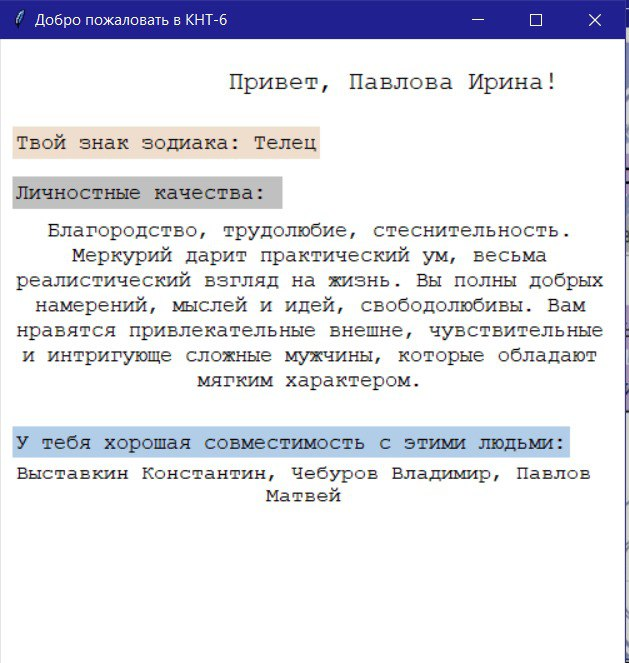 Добро пожаловать в КНТ-6
Привет, Павлова Ирина!
Твой знак зодиака: Телец
Личностные качества:
Благородство, трудолюбие, стеснительность.
Меркурий дарит практический ум, весьма
реалистический взгляд на жизнь. Вы полны добрых
намерений, мыслей и идей, свободолюбивы. Вам
нравятся привлекательные внешне, чувствительные
и интригующе сложные мужчины, которые обладают
мягким характером.
У тебя хорошая совместимость с этими людьми:
Выставкин Константин, Чебуров Владимир, Павлов
Матвей